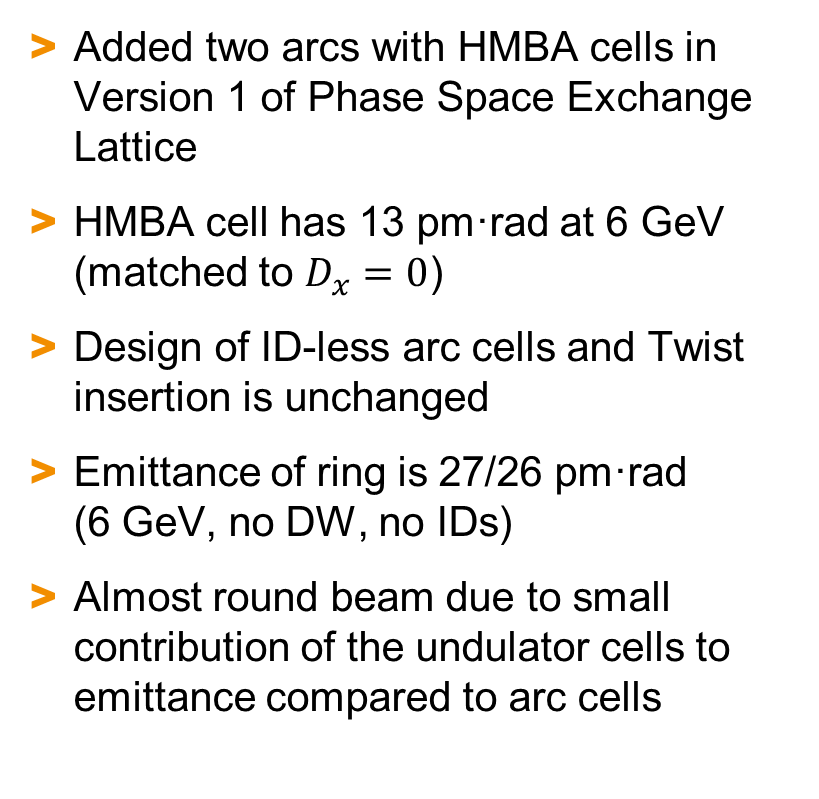 > Added two arcs with HMBA cells in
Version 1 of Phase Space Exchange
Lattice
> HMBA cell has 13 pm·rad at 6 GeV
(matched to Dₓ = 0)
> Design of ID-less arc cells and Twist
insertion is unchanged
> Emittance of ring is 27/26 pm·rad
(6 GeV, no DW, no IDs)
> Almost round beam due to small
contribution of the undulator cells to
emittance compared to arc cells